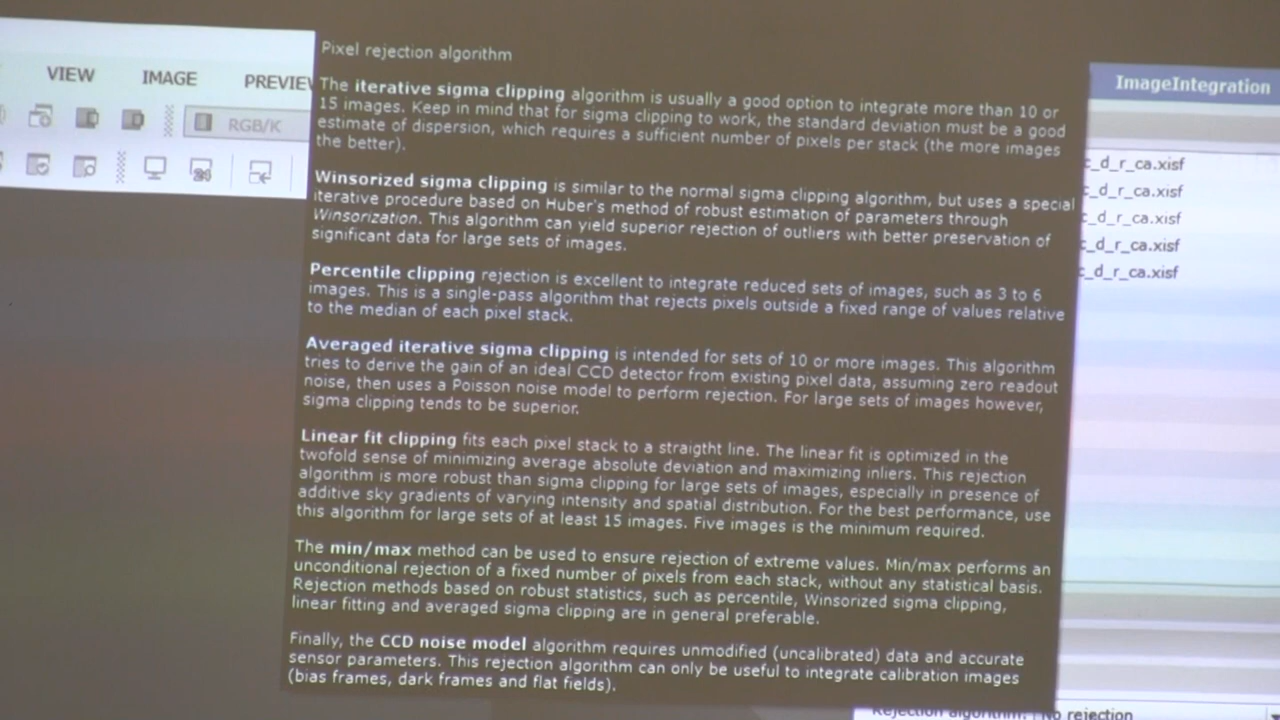 VIEW IMAGE PREVIEW
RGB/K
Pixel rejection algorithm
The iterative sigma clipping algorithm is usually a good option to integrate more than 10 or
15 images. Keep in mind that for sigma clipping to work, the standard deviation must be a good
estimate of dispersion, which requires a sufficient number of pixels per stack (the more images
the better).
Winsorized sigma clipping is similar to the normal sigma clipping algorithm, but uses a special
iterative procedure based on Huber's method of robust estimation of parameters through
Winsorization. This algorithm can yield superior rejection of outliers with better preservation of
significant data for large sets of images.
Percentile clipping rejection is excellent to integrate reduced sets of images, such as 3 to 6
images. This is a single-pass algorithm that rejects pixels outside a fixed range of values relative
to the median of each pixel stack.
Averaged iterative sigma clipping is intended for sets of 10 or more images. This algorithm
tries to derive the gain of an ideal CCD detector from existing pixel data, assuming zero readout
noise, then uses a Poisson noise model to perform rejection. For large sets of images however,
sigma clipping tends to be superior.
Linear fit clipping fits each pixel stack to a straigtht line. The linear fit is optimized in the
twofold sense of minimizing average absolute deviation and maximizing inliers. This rejection
algorithm is more robust than sigma clipping for large sets of images, especially in presence of
additive sky gradients of varying intensity and spatial distribution. For the best performance, use
this algorithm for large sets of at least 15 images. Five images is the minimum required.
The min/max method can be used to ensure rejection of extreme values. Min/max performs an
unconditional rejection of a fixed number of pixels from each stack, without any statistical basis.
Rejection methods based on robust statistics, such as percentile, Winsorized sigma clipping,
linear fitting and averaged sigma clipping are in general preferable.
Finally, the CCD noise model algorithm requires unmodified (uncalibrated) data and accurate
sensor parameters. This rejection algorithm can only be useful to integrate calibration images
(bias frames, dark frames and flat fields).
ImageIntegration
c_d_r_ca.xisf
c_d_r_ca.xisf
c_d_r_ca.xisf
c_d_r_ca.xisf
c_d_r_ca.xisf
Rejection algorithm: No rejection